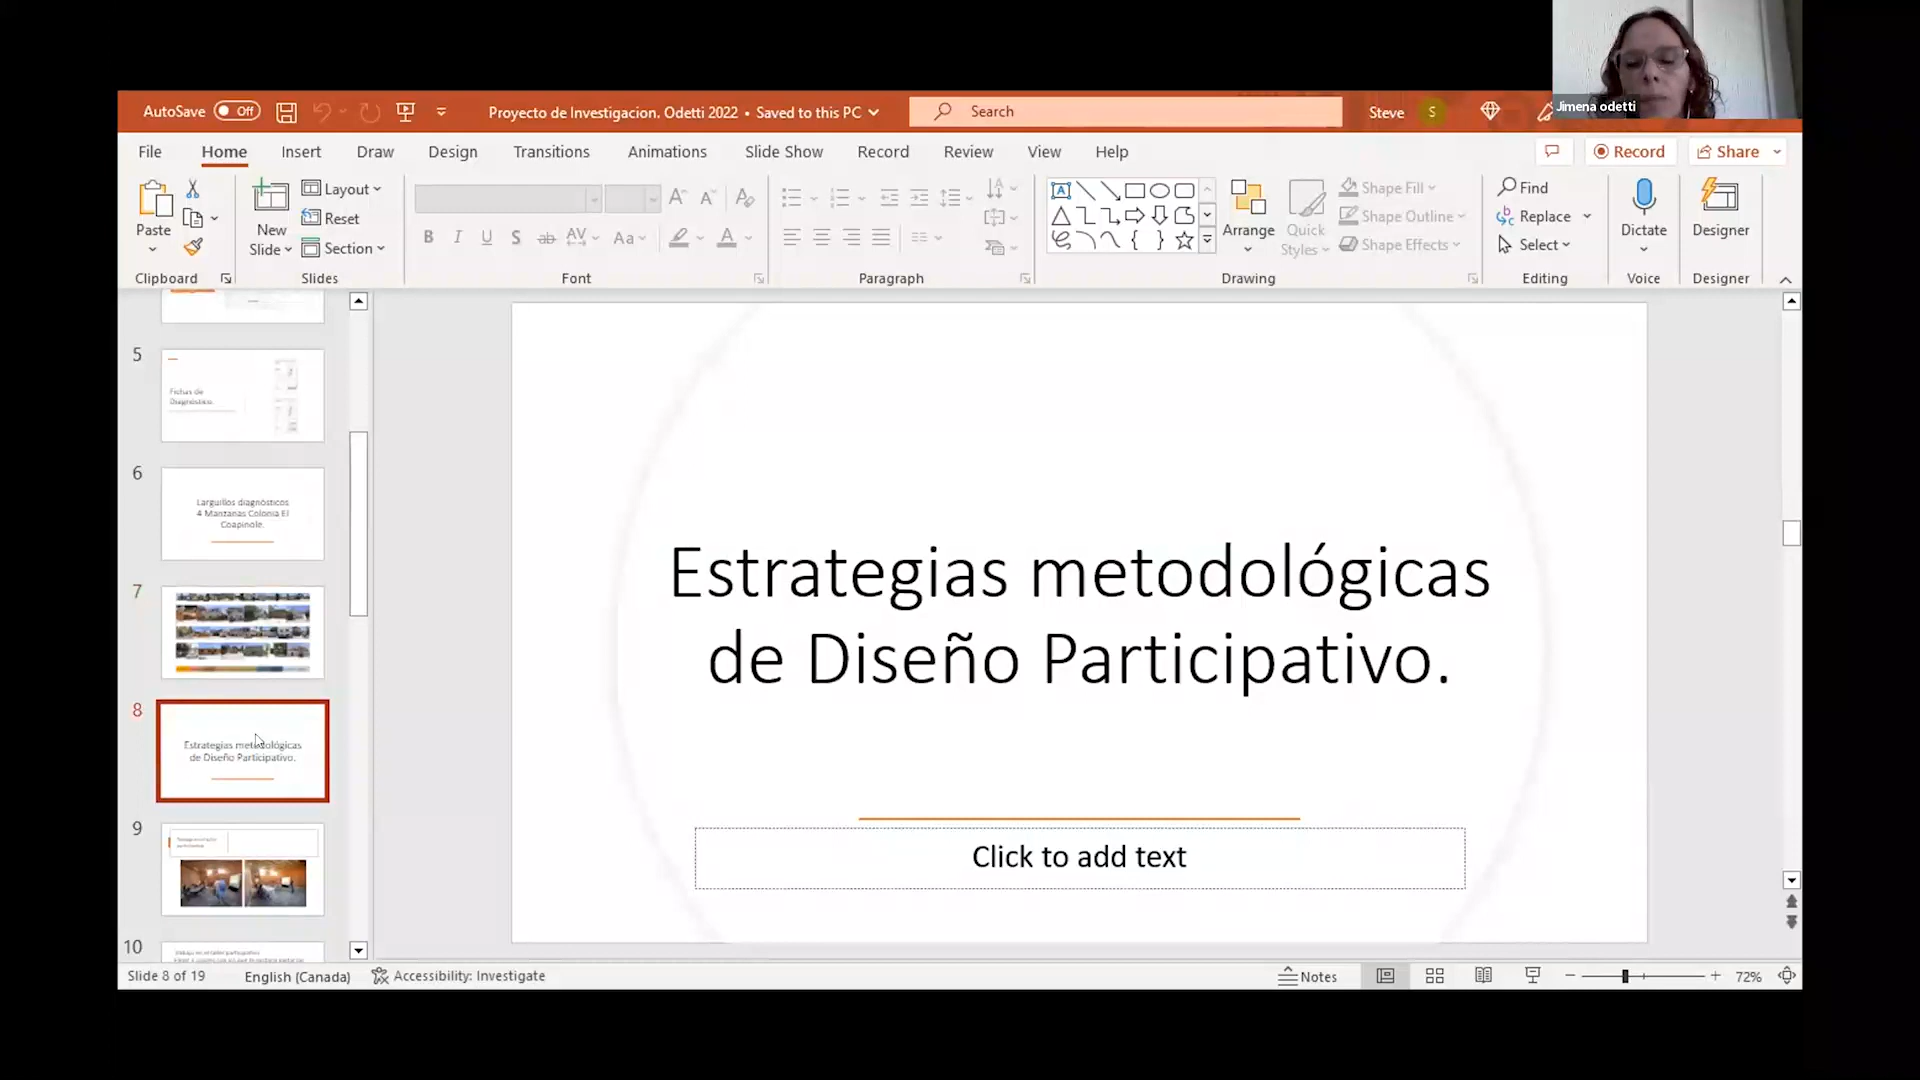 Jimena odetti
AutoSave Off
Proyecto de Investigacion. Odetti 2022 • Saved to this PC
Search
Steve S
File Home Insert Draw Design Transitions Animations Slide Show Record Review View Help
Record Share
Paste
New Slide
Layout
Reset
Section
B I U S ab AV Aa A
Arrange
Quick Styles
Shape Fill
Shape Outline
Shape Effects
Find
Replace
Select
Dictate
Designer
Clipboard Slides Font Paragraph Drawing Editing Voice Designer
5
Fichas de
Diagnóstico.
6
Larguillos diagnósticos
4 Manzanas Colonia El
Coapinole.
7
8
Estrategias metodológicas
de Diseño Participativo.
9
10
Estrategias metodológicas
de Diseño Participativo.
Click to add text
Slide 8 of 19 English (Canada) Accessibility: Investigate Notes 72%